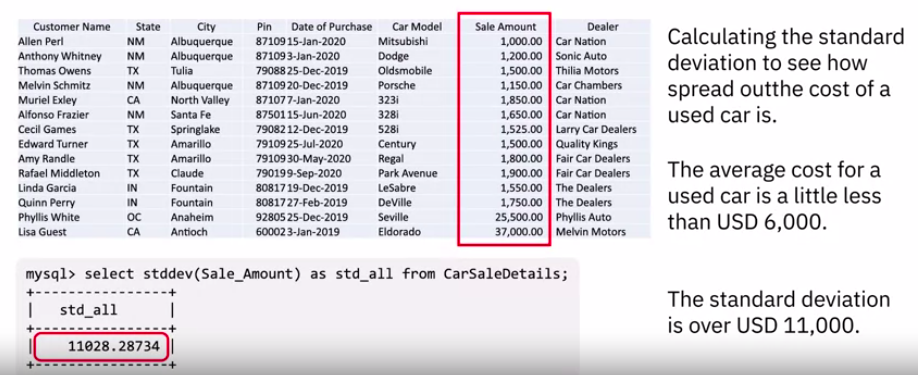 Customer Name State City Pin Date of Purchase Car Model Sale Amount Dealer
Allen Perl NM Albuquerque 87109 15-Jan-2020 Mitsubishi 1,000.00 Car Nation
Anthony Whitney NM Albuquerque 87109 3-Jan-2020 Dodge 1,200.00 Sonic Auto
Thomas Owens TX Tulia 79088 25-Dec-2019 Oldsmobile 1,500.00 Thilia Motors
Melvin Schmitz NM Albuquerque 87109 20-Dec-2019 Porsche 1,150.00 Car Chambers
Muriel Exley CA North Valley 87107 7-Jan-2020 323i 1,850.00 Car Nation
Alfonso Frazier NM Santa Fe 87501 15-Jun-2020 328i 1,650.00 Car Nation
Cecil Games TX Springlake 79082 12-Dec-2019 528i 1,525.00 Larry Car Dealers
Edward Turner TX Amarillo 79109 25-Jul-2020 Century 1,500.00 Quality Kings
Amy Randle TX Amarillo 79109 30-May-2020 Regal 1,800.00 Fair Car Dealers
Rafael Middleton TX Claude 79019 9-Sep-2020 Park Avenue 1,900.00 Fair Car Dealers
Linda Garcia IN Fountain 80817 19-Dec-2019 LeSabre 1,550.00 The Dealers
Quinn Perry IN Fountain 80817 27-Feb-2019 DeVille 1,750.00 The Dealers
Phyllis White OC Anaheim 92805 25-Dec-2019 Seville 25,500.00 Phyllis Auto
Lisa Guest CA Antioch 60002 3-Jan-2019 Eldorado 37,000.00 Melvin Motors
Calculating the standard
deviation to see how
spread outthe cost of a
used car is.
The average cost for a
used car is a little less
than USD 6,000.
The standard deviation
is over USD 11,000.
mysql> select stddev(Sale_Amount) as std_all from CarSaleDetails;
+----------------+
| std_all |
+----------------+
| 11028.28734 |
+----------------+